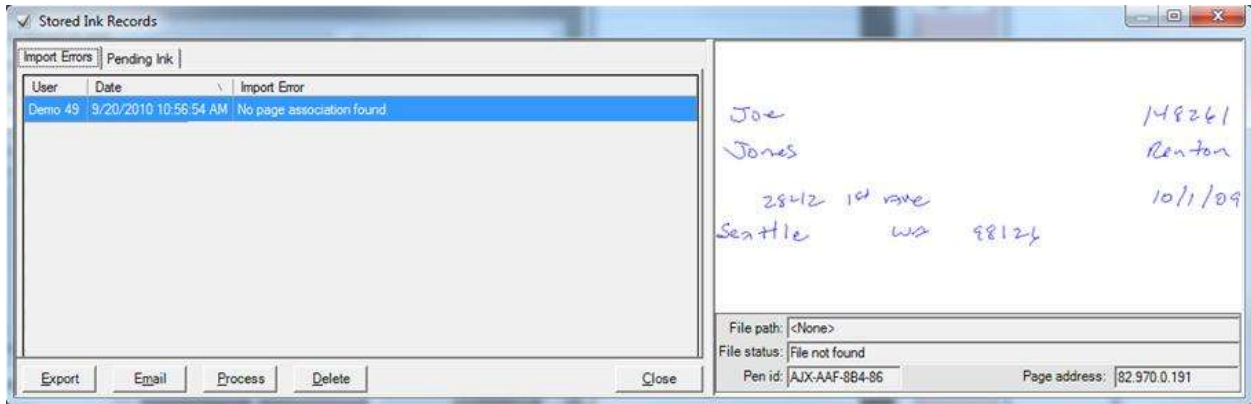 Stored Ink Records
Import Errors Pending Ink
User Date Import Error
Demo 49 9/20/2010 10:56:54 AM No page association found
Export Email Process Delete Close
Joe 148261
Jones Renton
2842 1st Ave 10/1/09
Seattle WA 98126
File path: <None>
File status: File not found
Pen id: AJX-AAF-8B4-86 Page address: 82.970.0.191